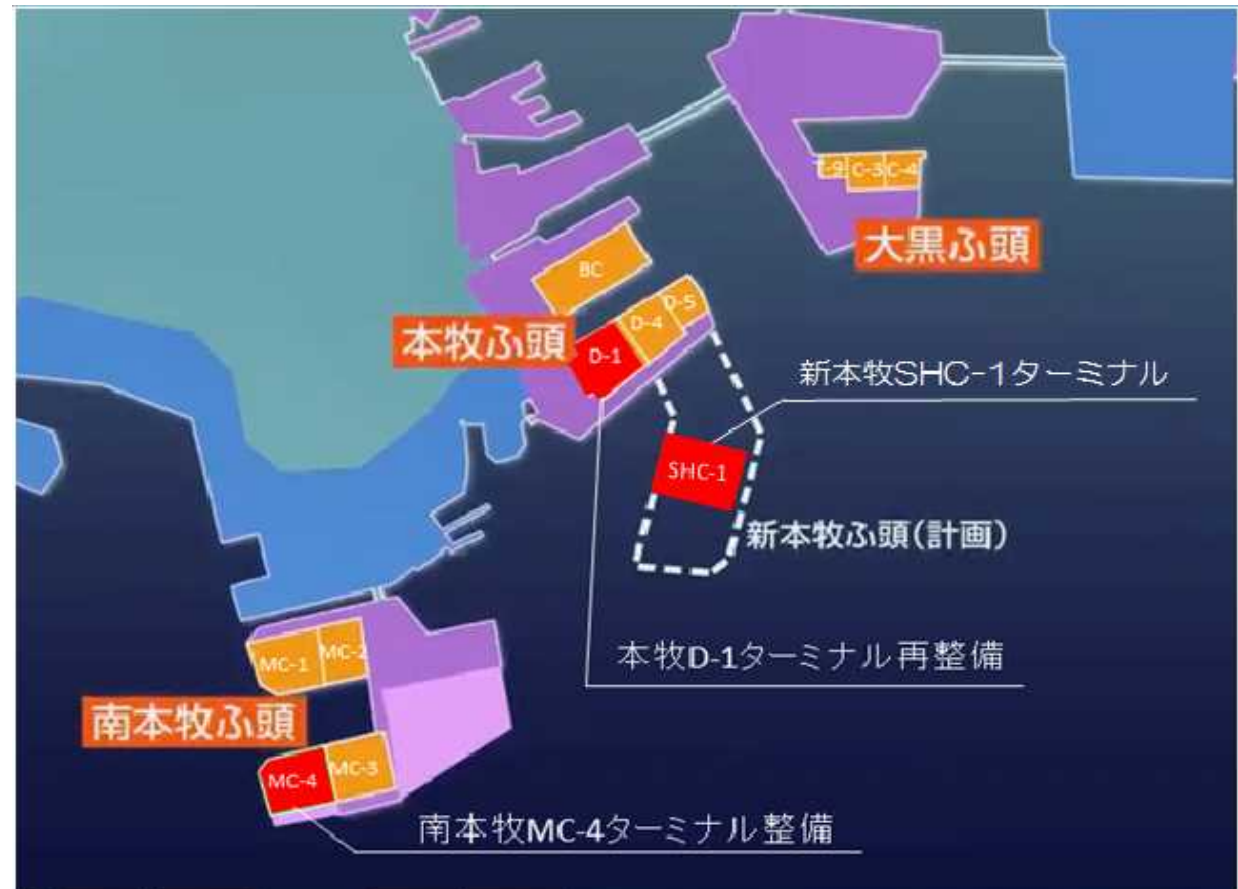 T-9
C-3
C-4
大黒ふ頭
BC
D-5
D-4
本牧ふ頭
D-1
新本牧SHC-1ターミナル
SHC-1
新本牧ふ頭(計画)
本牧D-1ターミナル再整備
MC-1
MC-2
南本牧ふ頭
MC-4
MC-3
南本牧MC-4ターミナル整備